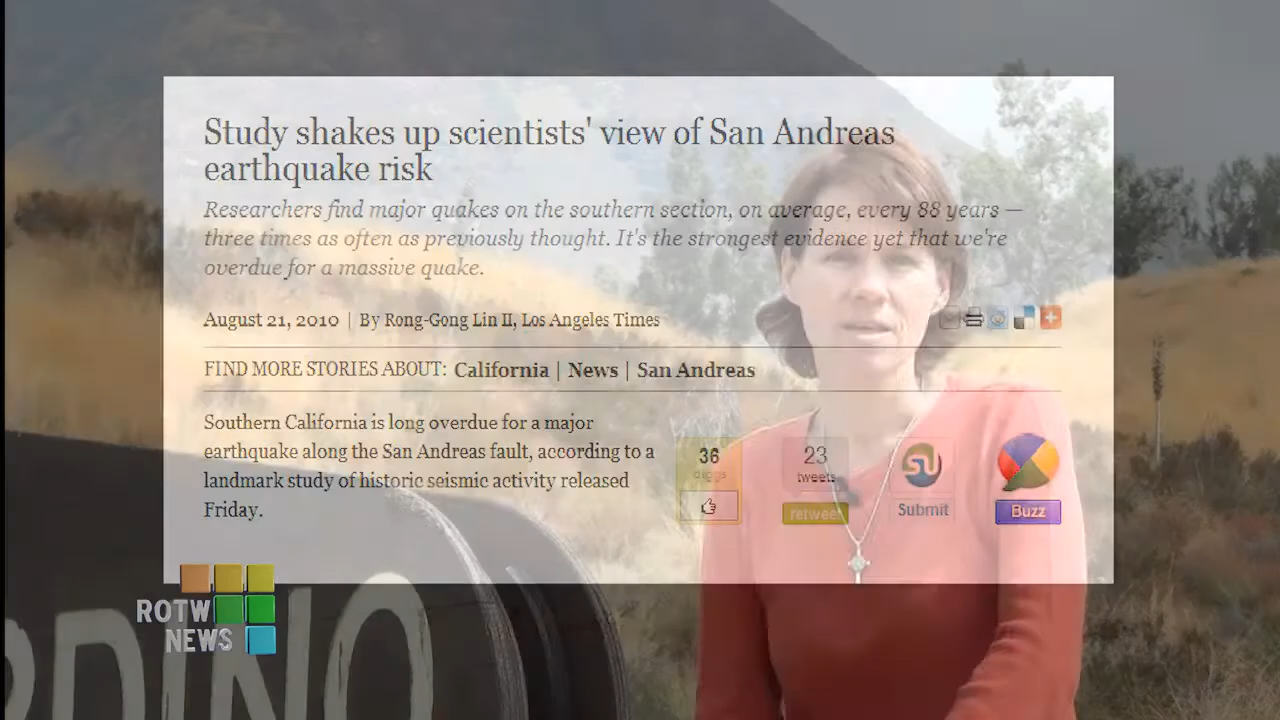 Study shakes up scientists' view of San Andreas
earthquake risk
Researchers find major quakes on the southern section, on average, every 88 years —
three times as often as previously thought. It's the strongest evidence yet that we're
overdue for a massive quake.
August 21, 2010 | By Rong-Gong Lin II, Los Angeles Times
FIND MORE STORIES ABOUT: California | News | San Andreas
Southern California is long overdue for a major
earthquake along the San Andreas fault, according to a
landmark study of historic seismic activity released
Friday.
36
diggs
23
tweets
retweet
SU
Submit
Buzz
ROTW
NEWS
RDINO